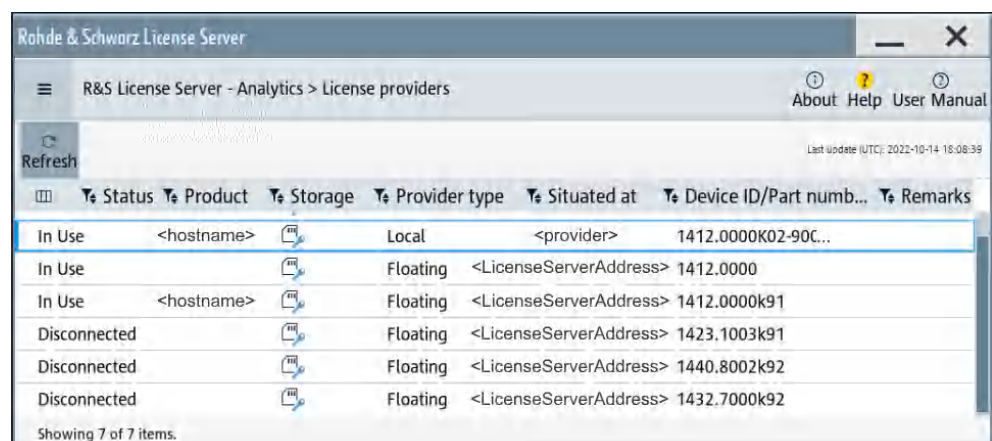 Rohde & Schwarz License Server
R&S License Server - Analytics > License providers
About Help User Manual
Refresh
Last update (UTC): 2022-10-14 18:08:39
Status Product Storage Provider type Situated at Device ID/Part numb... Remarks
In Use <hostname> Local <provider> 1412.0000K02-90C...
In Use Floating <LicenseServerAddress> 1412.0000
In Use <hostname> Floating <LicenseServerAddress> 1412.0000k91
Disconnected Floating <LicenseServerAddress> 1423.1003k91
Disconnected Floating <LicenseServerAddress> 1440.8002k92
Disconnected Floating <LicenseServerAddress> 1432.7000k92
Showing 7 of 7 items.